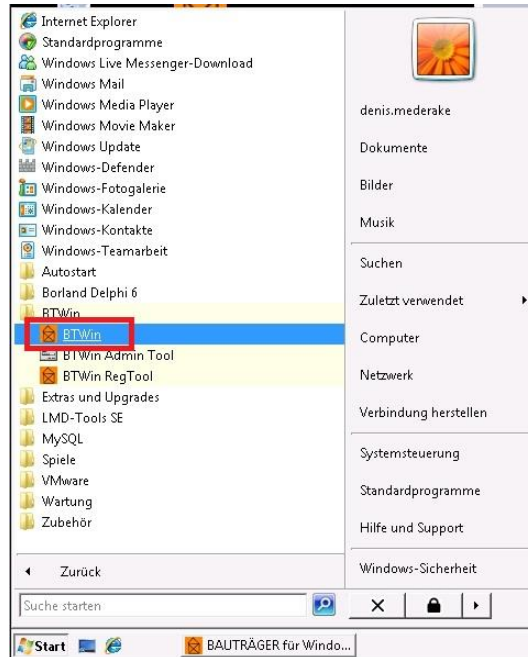 Internet Explorer
Standardprogramme
Windows Live Messenger-Download
Windows Mail
Windows Media Player
Windows Movie Maker
Windows Update
Windows-Defender
Windows-Fotogalerie
Windows-Kalender
Windows-Kontakte
Windows-Teamarbeit
Autostart
Borland Delphi 6
BTWin
BTWin
BTWin Admin Tool
BTWin RegTool
Extras und Upgrades
LMD-Tools SE
MySQL
Spiele
VMware
Wartung
Zubehör
Zurück
Suche starten
denis.mederake
Dokumente
Bilder
Musik
Suchen
Zuletzt verwendet
Computer
Netzwerk
Verbindung herstellen
Systemsteuerung
Standardprogramme
Hilfe und Support
Windows-Sicherheit
Start
BAUTRÄGER für Windo...